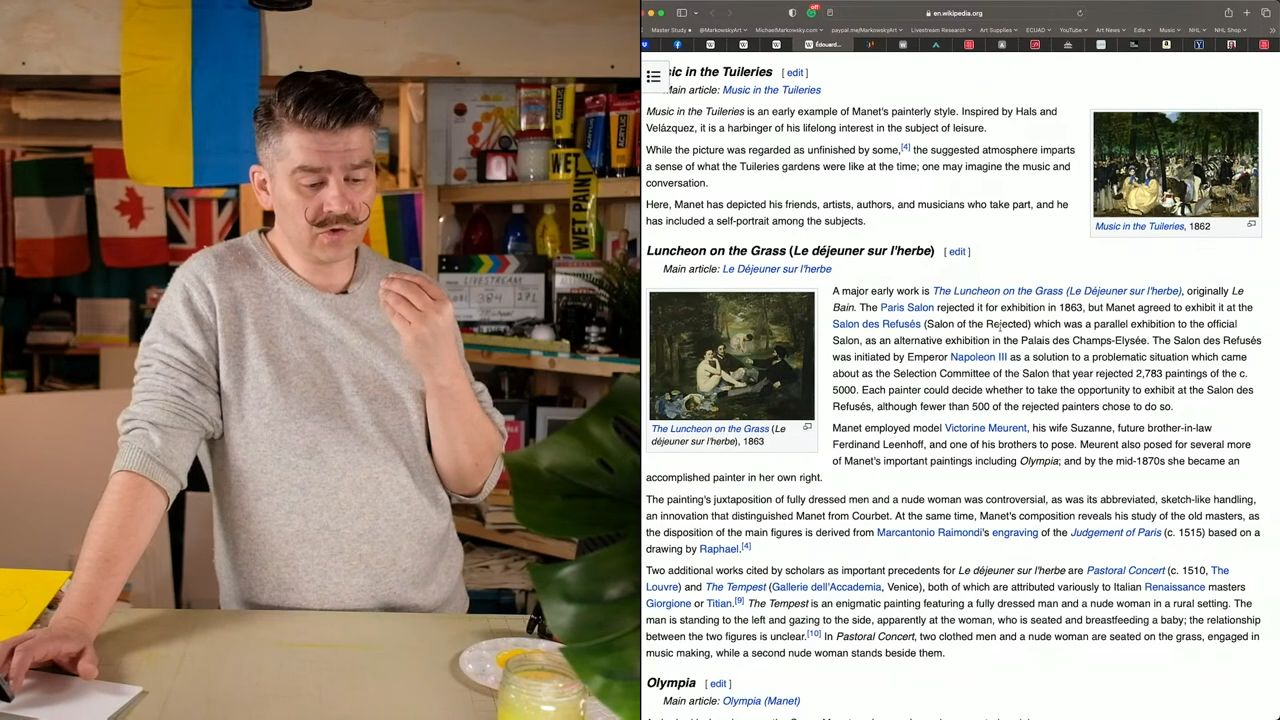 en.wikipedia.org
Master Study
@MarkowskyArt
MichaelMarkowsky.com
paypal.me/MarkowskyArt
Livestream Research
Art Supplies
ECUAD
YouTube
Art News
Edie
Music
NHL
NHL Shop
Édouard...
sic in the Tuileries [ edit ]
Main article: Music in the Tuileries
Music in the Tuileries is an early example of Manet's painterly style. Inspired by Hals and
Velázquez, it is a harbinger of his lifelong interest in the subject of leisure.
While the picture was regarded as unfinished by some,[4] the suggested atmosphere imparts
a sense of what the Tuileries gardens were like at the time; one may imagine the music and
conversation.
Here, Manet has depicted his friends, artists, authors, and musicians who take part, and he
has included a self-portrait among the subjects.
Music in the Tuileries, 1862
Luncheon on the Grass (Le déjeuner sur l'herbe) [ edit ]
Main article: Le Déjeuner sur l'herbe
A major early work is The Luncheon on the Grass (Le Déjeuner sur l'herbe), originally Le
Bain. The Paris Salon rejected it for exhibition in 1863, but Manet agreed to exhibit it at the
Salon des Refusés (Salon of the Rejected) which was a parallel exhibition to the official
Salon, as an alternative exhibition in the Palais des Champs-Elysée. The Salon des Refusés
was initiated by Emperor Napoleon III as a solution to a problematic situation which came
about as the Selection Committee of the Salon that year rejected 2,783 paintings of the c.
5000. Each painter could decide whether to take the opportunity to exhibit at the Salon des
Refusés, although fewer than 500 of the rejected painters chose to do so.
The Luncheon on the Grass (Le
déjeuner sur l'herbe), 1863
Manet employed model Victorine Meurent, his wife Suzanne, future brother-in-law
Ferdinand Leenhoff, and one of his brothers to pose. Meurent also posed for several more
of Manet's important paintings including Olympia; and by the mid-1870s she became an
accomplished painter in her own right.
The painting's juxtaposition of fully dressed men and a nude woman was controversial, as was its abbreviated, sketch-like handling,
an innovation that distinguished Manet from Courbet. At the same time, Manet's composition reveals his study of the old masters, as
the disposition of the main figures is derived from Marcantonio Raimondi's engraving of the Judgement of Paris (c. 1515) based on a
drawing by Raphael.[4]
Two additional works cited by scholars as important precedents for Le déjeuner sur l'herbe are Pastoral Concert (c. 1510, The
Louvre) and The Tempest (Gallerie dell'Accademia, Venice), both of which are attributed variously to Italian Renaissance masters
Giorgione or Titian.[9] The Tempest is an enigmatic painting featuring a fully dressed man and a nude woman in a rural setting. The
man is standing to the left and gazing to the side, apparently at the woman, who is seated and breastfeeding a baby; the relationship
between the two figures is unclear.[10] In Pastoral Concert, two clothed men and a nude woman are seated on the grass, engaged in
music making, while a second nude woman stands beside them.
Olympia [ edit ]
Main article: Olympia (Manet)
WET PAINT
WET
ACRYLIC
LIVESTREAM